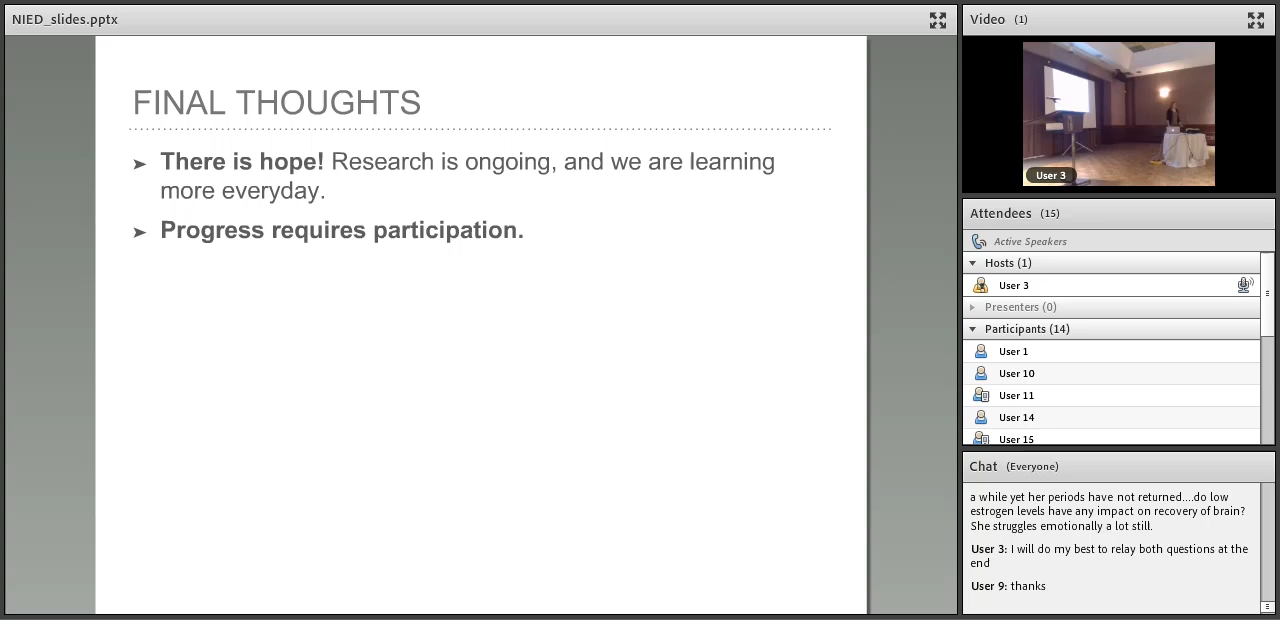 NIED_slides.pptx
FINAL THOUGHTS
➤ There is hope! Research is ongoing, and we are learning
more everyday.
➤ Progress requires participation.
Video (1)
User 3
Attendees (15)
Active Speakers
Hosts (1)
User 3
Presenters (0)
Participants (14)
User 1
User 10
User 11
User 14
User 15
Chat (Everyone)
a while yet her periods have not returned....do low
estrogen levels have any impact on recovery of brain?
She struggles emotionally a lot still.
User 3: I will do my best to relay both questions at the
end
User 9: thanks